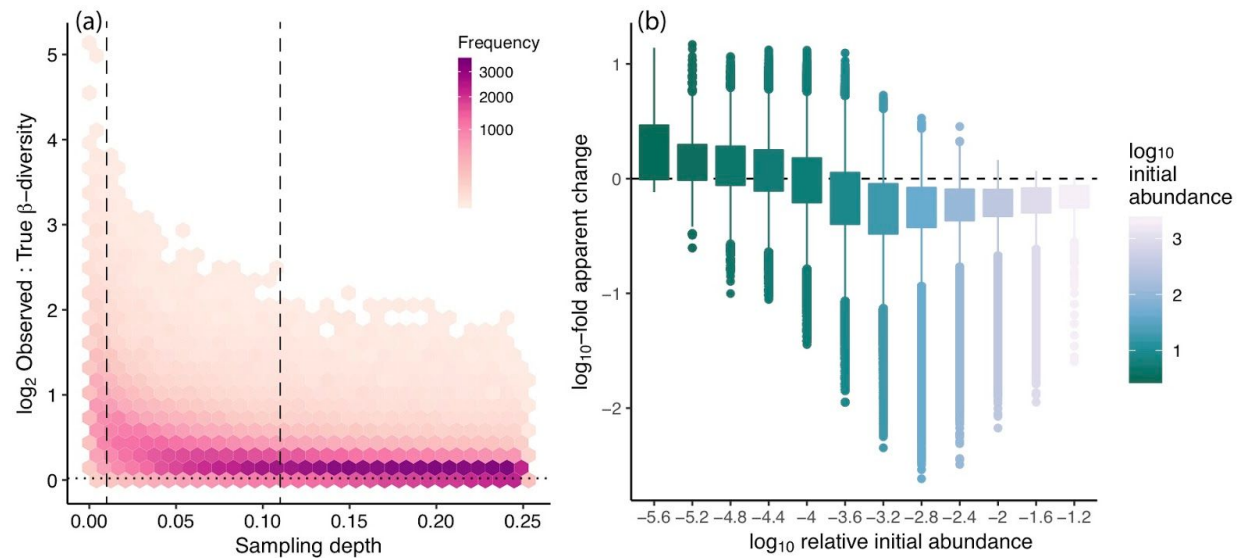 (a)
log₂ Observed : True β−diversity
5
4
3
2
1
0
0.00 0.05 0.10 0.15 0.20 0.25
Sampling depth
Frequency
3000
2000
1000
(b)
log₁₀−fold apparent change
1
0
−1
−2
−5.6 −5.2 −4.8 −4.4 −4 −3.6 −3.2 −2.8 −2.4 −2 −1.6 −1.2
log₁₀ relative initial abundance
log₁₀
initial
abundance
3
2
1